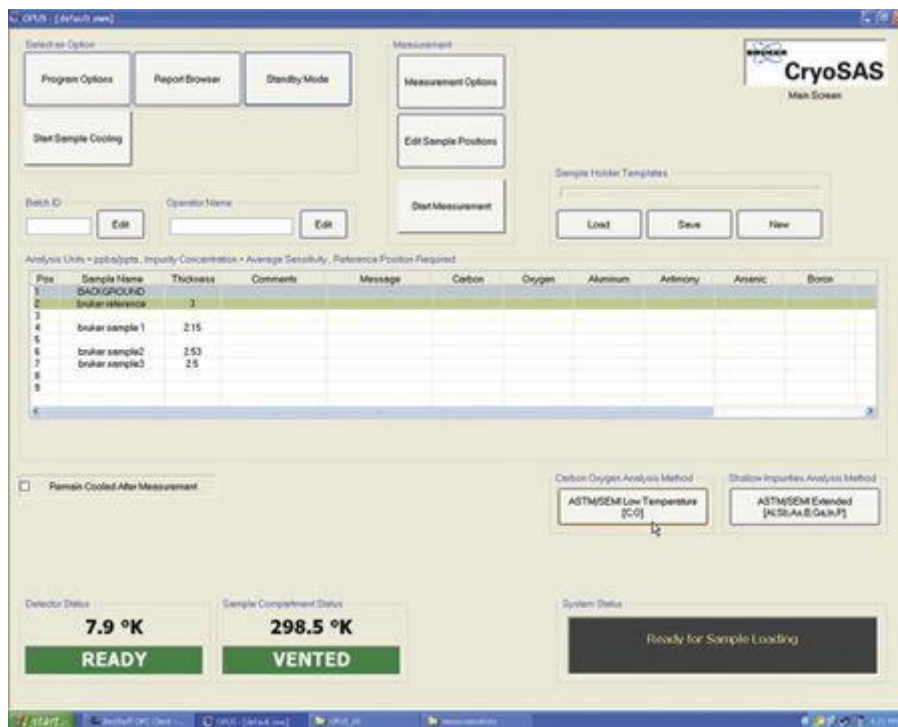 OPUS - [default.ows]
Select an Option
Measurement
Program Options
Report Browser
Standby Mode
Measurement Options
BRUKER
CryoSAS
Main Screen
Start Sample Cooling
Edit Sample Positions
Sample Holder Templates
Batch ID
Operator Name
Start Measurement
Edit
Edit
Load
Save
New
Analysis Units • ppba/ppta, Impurity Concentration • Average Sensitivity, Reference Position Required
Pos Sample Name Thickness Comments Message Carbon Oxygen Aluminum Antimony Arsenic Boron
1 BACKGROUND
2 bruker reference 3
3
4 bruker sample 1 2.15
5
6 bruker sample2 2.53
7 bruker sample3 2.5
8
9
Remain Cooled After Measurement
Carbon Oxygen Analysis Method
Shallow Impurities Analysis Method
ASTM/SEMI Low Temperature
[C;O]
ASTM/SEMI Extended
[Al;Sb;As;B;Ga;In;P]
Detector Status
Sample Compartment Status
System Status
7.9 °K
298.5 °K
READY
VENTED
Ready for Sample Loading
start
OPUS - [default.ows]